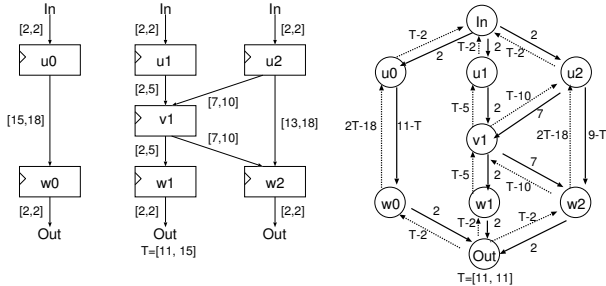 In
In
In
[2,2]
[2,2]
[2,2]
u0
u1
u2
[15,18]
[2,5]
[7,10]
v1
[7,10]
[13,18]
[2,5]
w0
w1
w2
[2,2]
[2,2]
[2,2]
Out
Out
Out
T=[11, 15]
In
T-2
2
T-2
2
2
T-2
u0
u1
u2
T-5
2
T-10
7
2T-18
11-T
v1
2T-18
9-T
T-5
2
7
T-10
w0
w1
w2
2
T-2
T-2
2
T-2
2
Out
T=[11, 11]